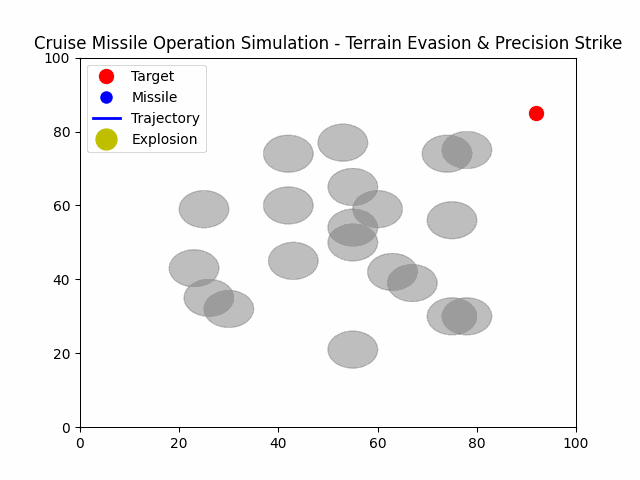 Cruise Missile Operation Simulation - Terrain Evasion & Precision Strike
100
Target
Missile
Trajectory
Explosion
80
60
40
20
0
0 20 40 60 80 100